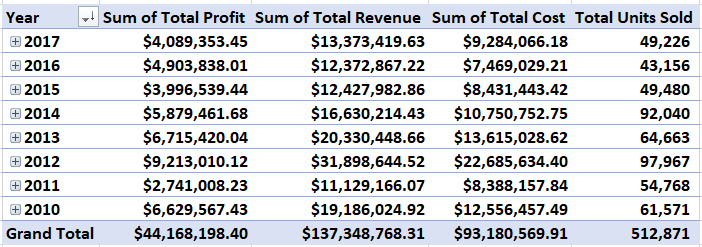 Year Sum of Total Profit Sum of Total Revenue Sum of Total Cost Total Units Sold
2017 $4,089,353.45 $13,373,419.63 $9,284,066.18 49,226
2016 $4,903,838.01 $12,372,867.22 $7,469,029.21 43,156
2015 $3,996,539.44 $12,427,982.86 $8,431,443.42 49,480
2014 $5,879,461.68 $16,630,214.43 $10,750,752.75 92,040
2013 $6,715,420.04 $20,330,448.66 $13,615,028.62 64,663
2012 $9,213,010.12 $31,898,644.52 $22,685,634.40 97,967
2011 $2,741,008.23 $11,129,166.07 $8,388,157.84 54,768
2010 $6,629,567.43 $19,186,024.92 $12,556,457.49 61,571
Grand Total $44,168,198.40 $137,348,768.31 $93,180,569.91 512,871